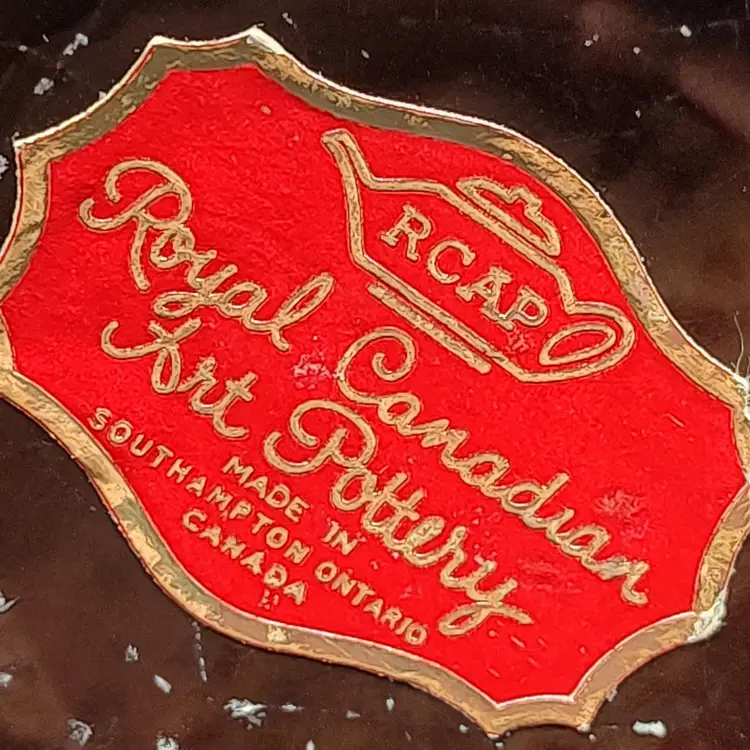 RCAP
Royal Canadian
Art Pottery
MADE IN
SOUTHAMPTON ONTARIO
CANADA